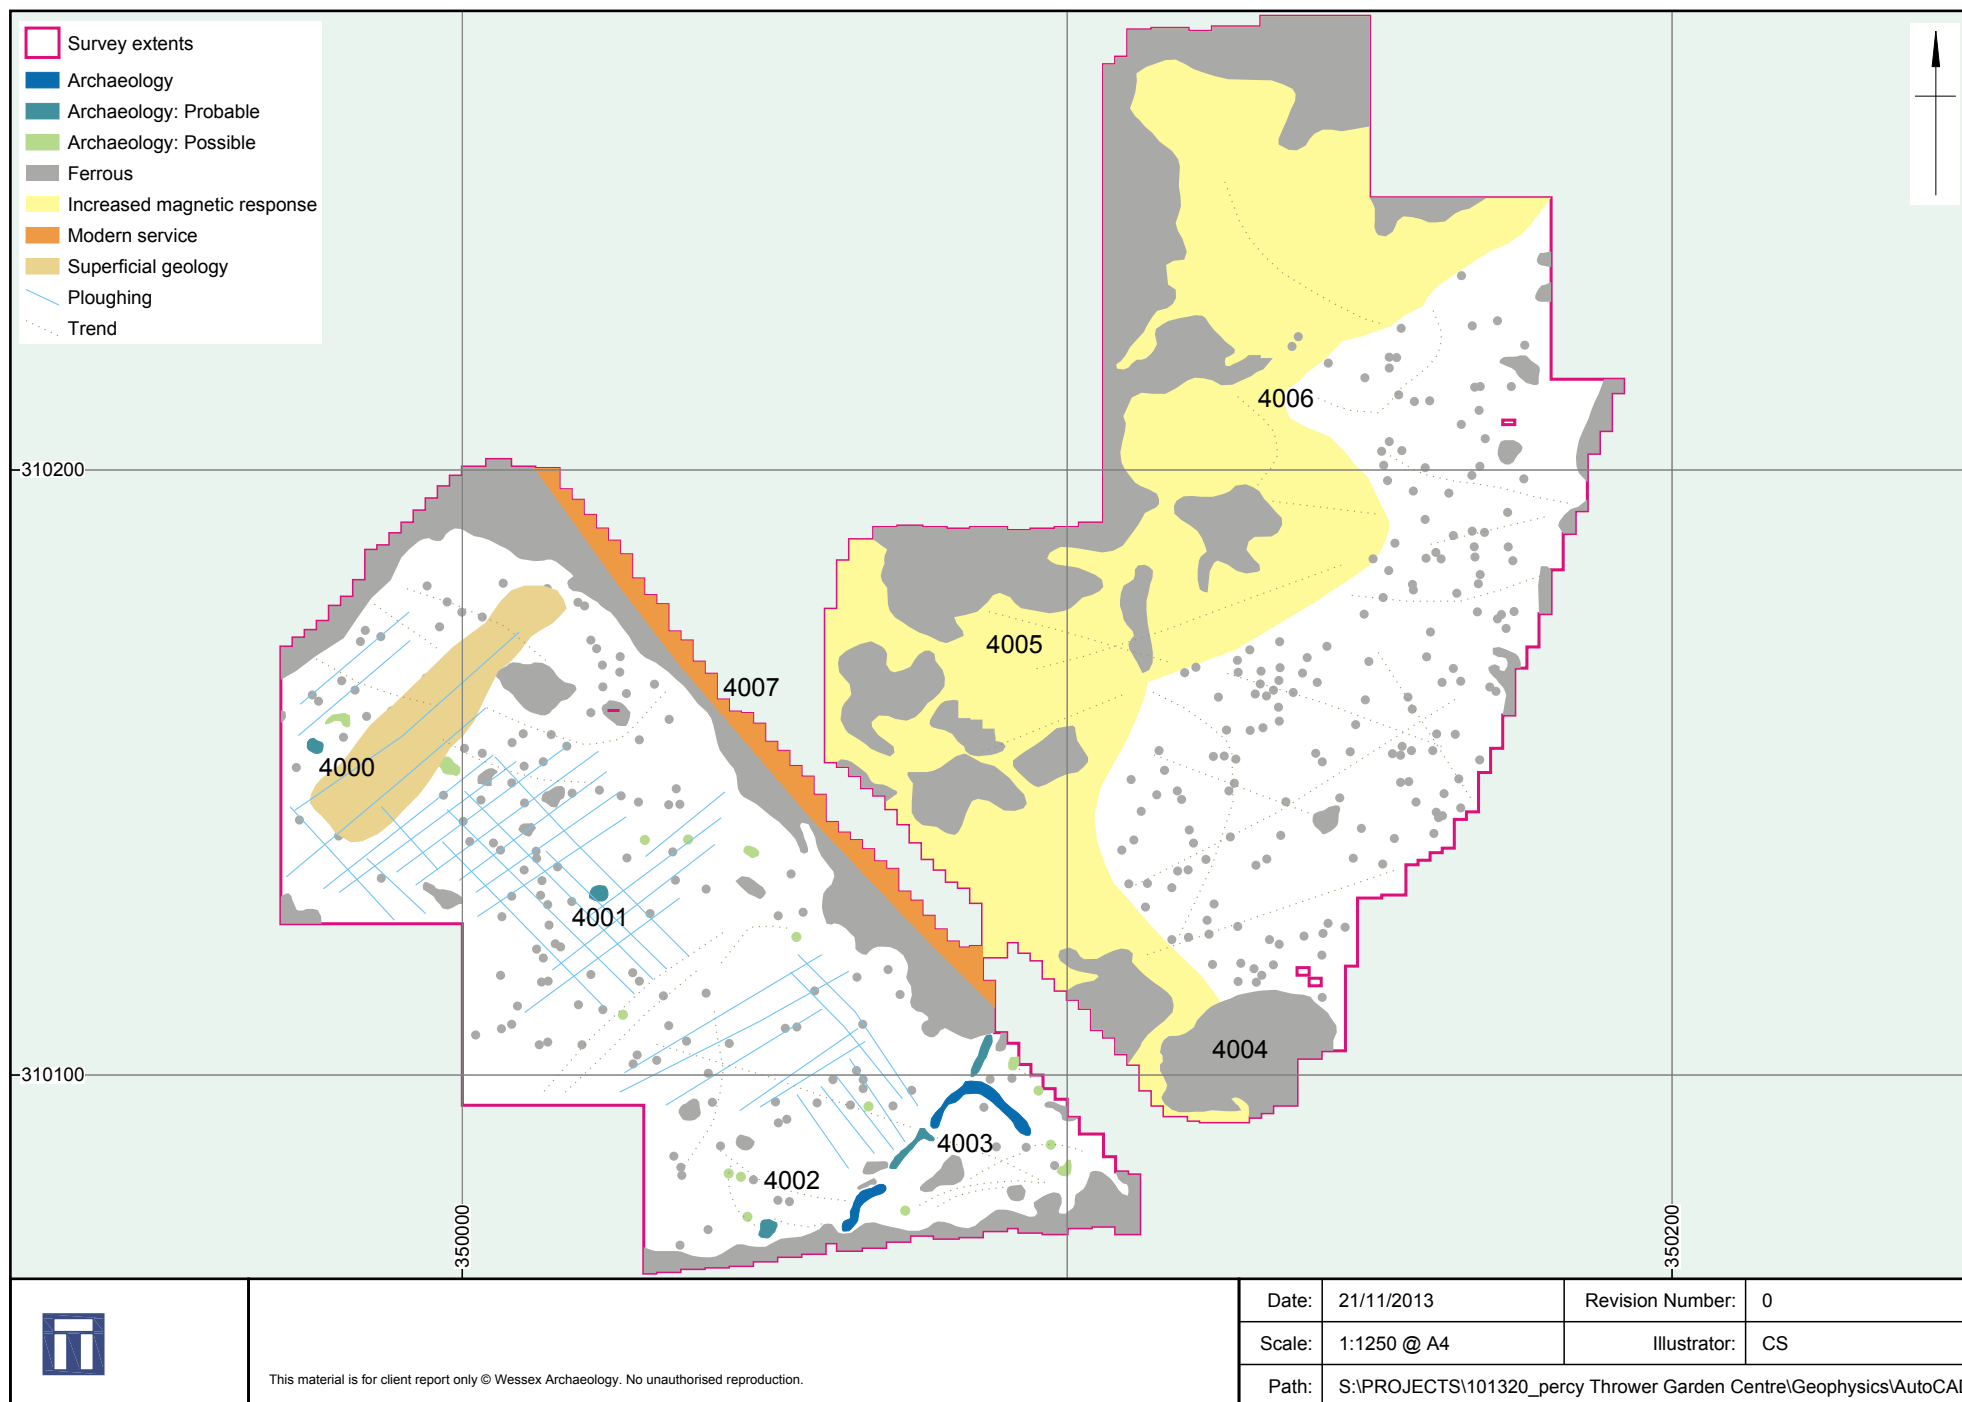 Survey extents
Archaeology
Archaeology: Probable
Archaeology: Possible
Ferrous
Increased magnetic response
Modern service
Superficial geology
Ploughing
Trend
4006
310200
4005
4007
4000
4001
4004
310100
4003
4002
350000
350200
Date: 21/11/2013 Revision Number: 0
Scale: 1:1250 @ A4 Illustrator: CS
This material is for client report only © Wessex Archaeology. No unauthorised reproduction.
Path: S:\PROJECTS\101320_percy Thrower Garden Centre\Geophysics\AutoCAD